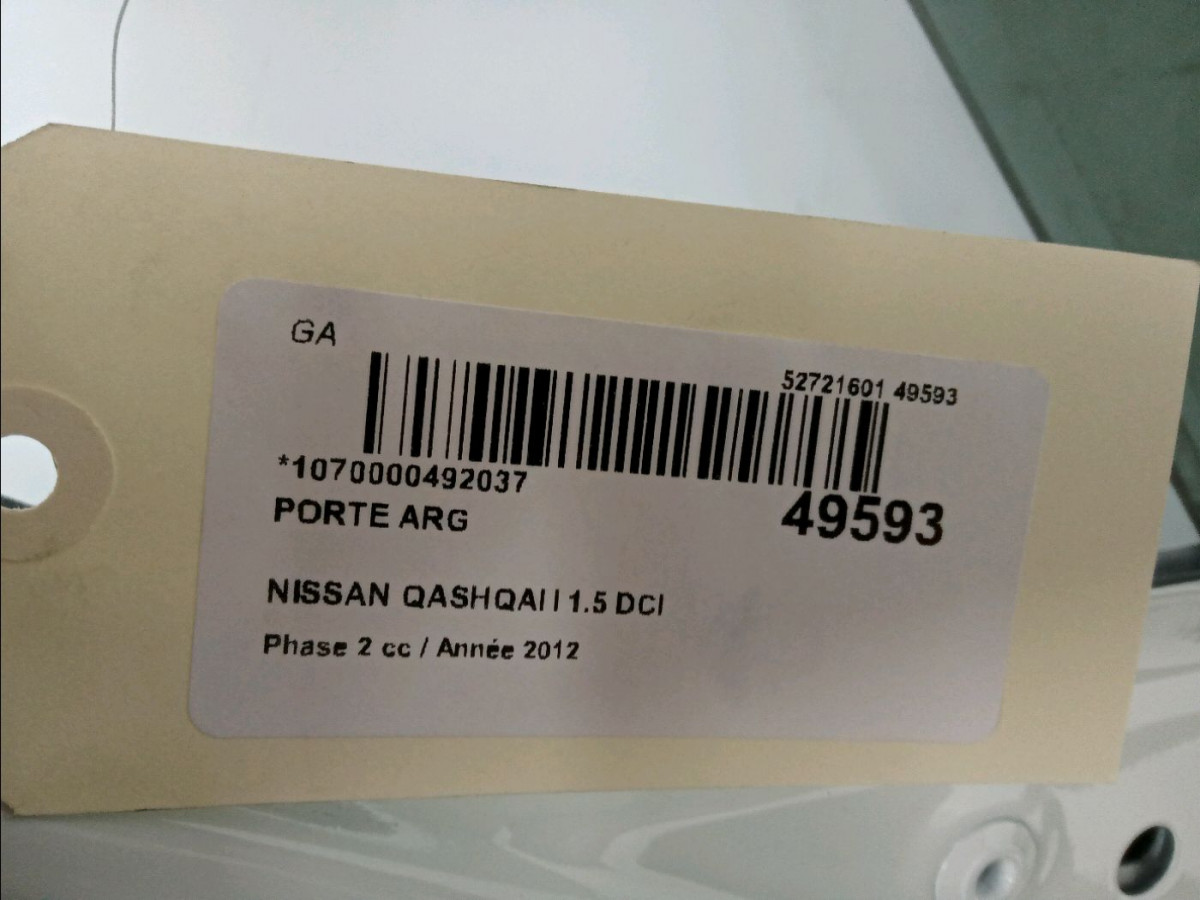 GA
52721601 49593
*1070000492037
PORTE ARG
49593
NISSAN QASHQAI I 1.5 DCI
Phase 2 cc / Année 2012